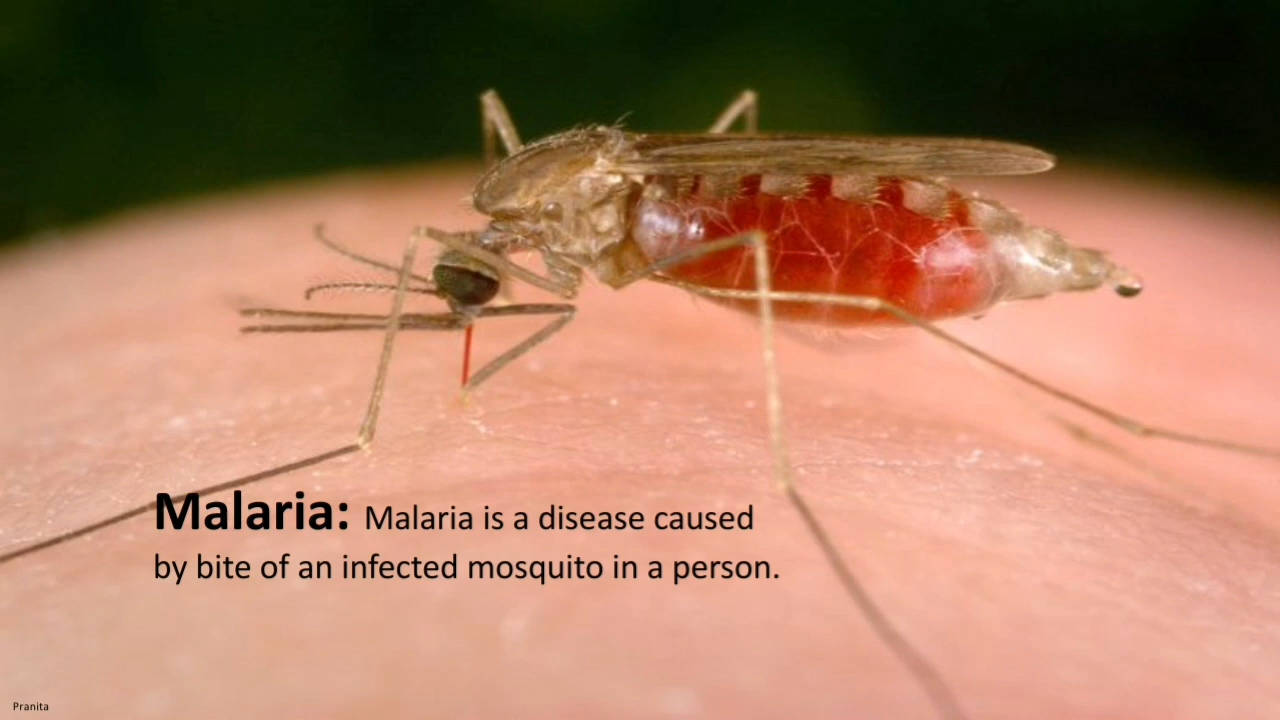 Malaria: Malaria is a disease caused
by bite of an infected mosquito in a person.
Pranita